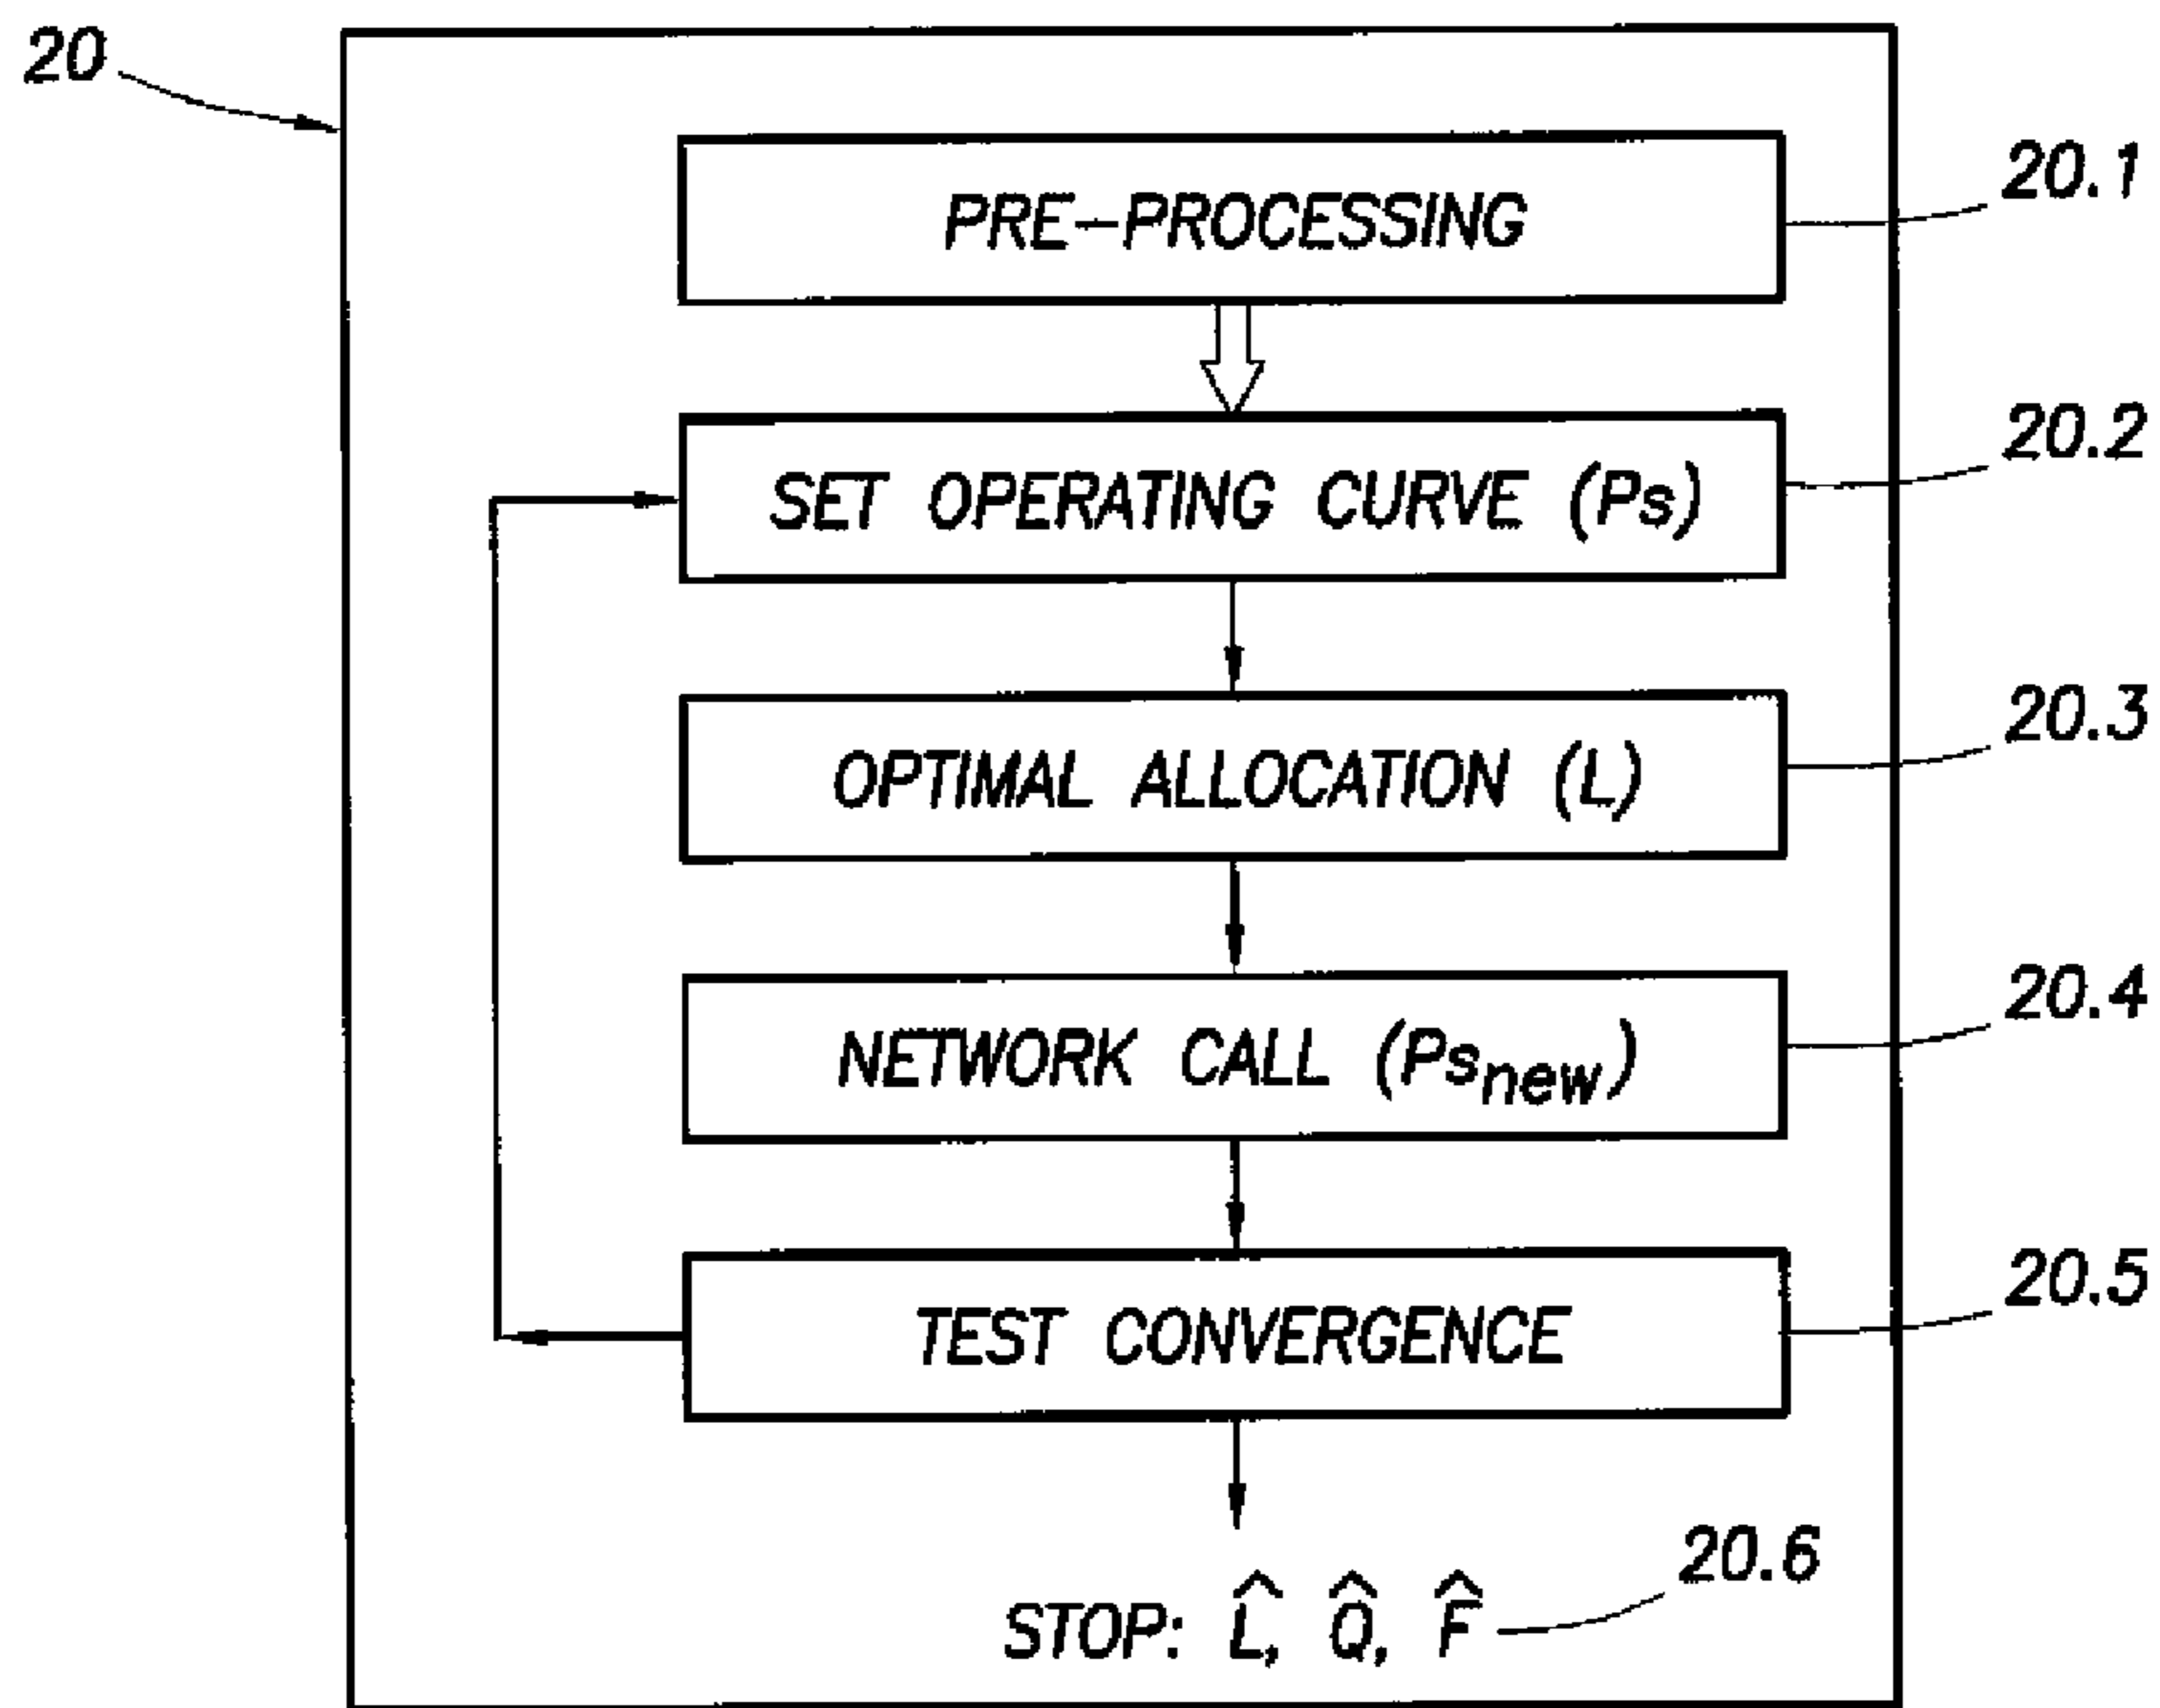 20
PRE-PROCESSING
20.1
SET OPERATING CURVE (Ps)
20.2
OPTIMAL ALLOCATION (L)
20.3
NETWORK CALL (Psnew)
20.4
TEST CONVERGENCE
20.5
STOP: L̂, Q̂, F̂
20.6